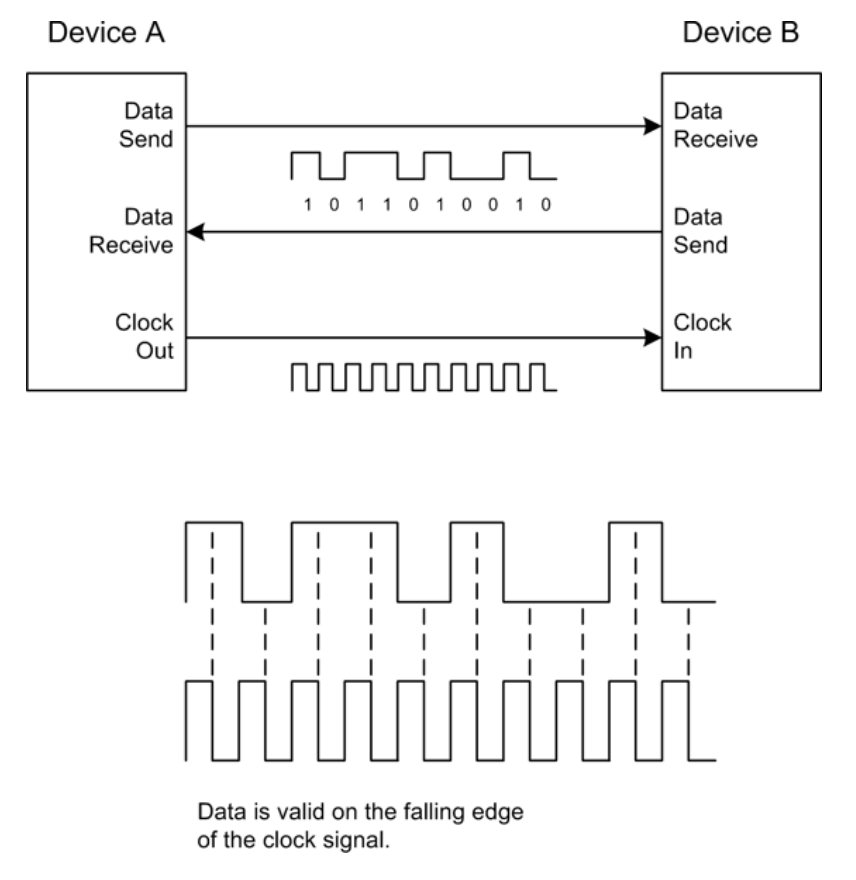 Device A
Device B
Data
Send
Data
Receive
1 0 1 1 0 1 0 0 1 0
Data
Receive
Data
Send
Clock
Out
Clock
In
Data is valid on the falling edge
of the clock signal.